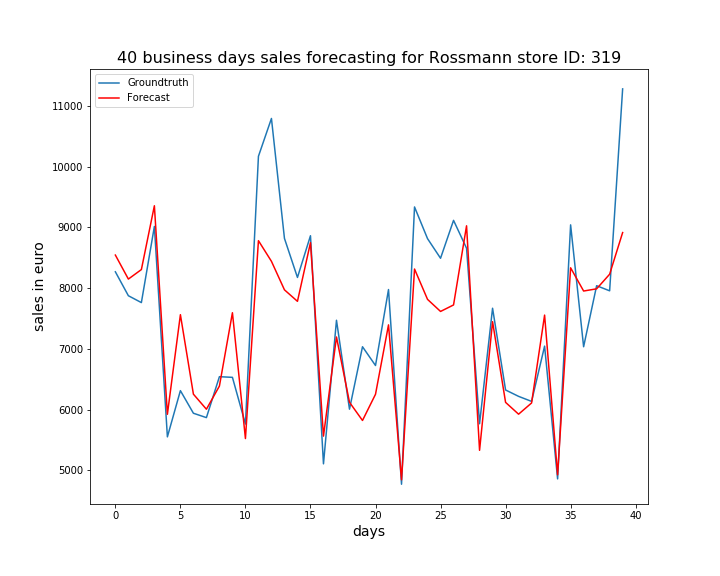 40 business days sales forecasting for Rossmann store ID: 319
Groundtruth
Forecast
11000
10000
9000
8000
7000
6000
5000
sales in euro
0 5 10 15 20 25 30 35 40
days